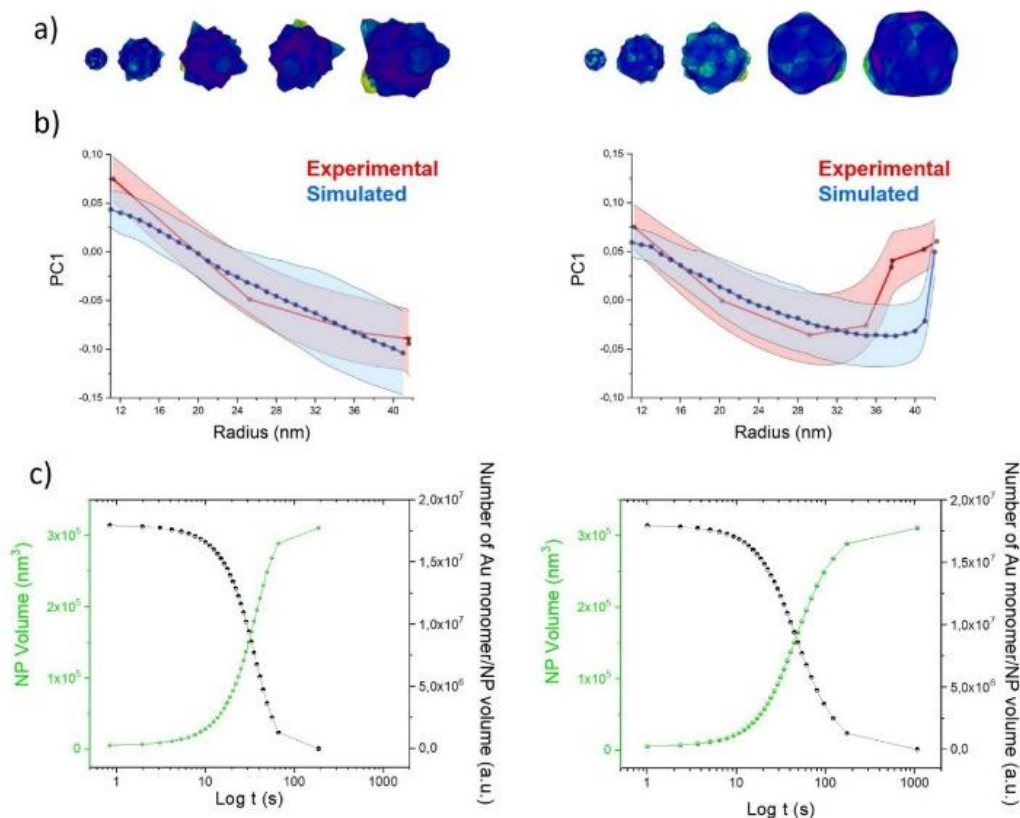 a)
b)
Experimental
Simulated
0,10
0,05
0,00
-0,05
-0,10
-0,15
PC1
12 16 20 24 28 32 36 40
Radius (nm)
Experimental
Simulated
0,15
0,10
0,05
0,00
-0,05
0,10
PC1
12 16 20 24 28 32 36 40
Radius (nm)
c)
NP Volume (nm³)
3x10⁵
2x10⁵
1x10⁵
0
2,0x10⁷
1,5x10⁷
1,0x10⁷
5,0x10⁶
0,0
Number of Au monomer/NP volume (a.u.)
1 10 100 1000
Log t (s)
NP Volume (nm³)
3x10⁵
2x10⁵
1x10⁵
0
2,0x10⁷
1,5x10⁷
1,0x10⁷
5,0x10⁶
0,0
Number of Au monomer/NP volume (a.u.)
1 10 100 1000
Log t (s)